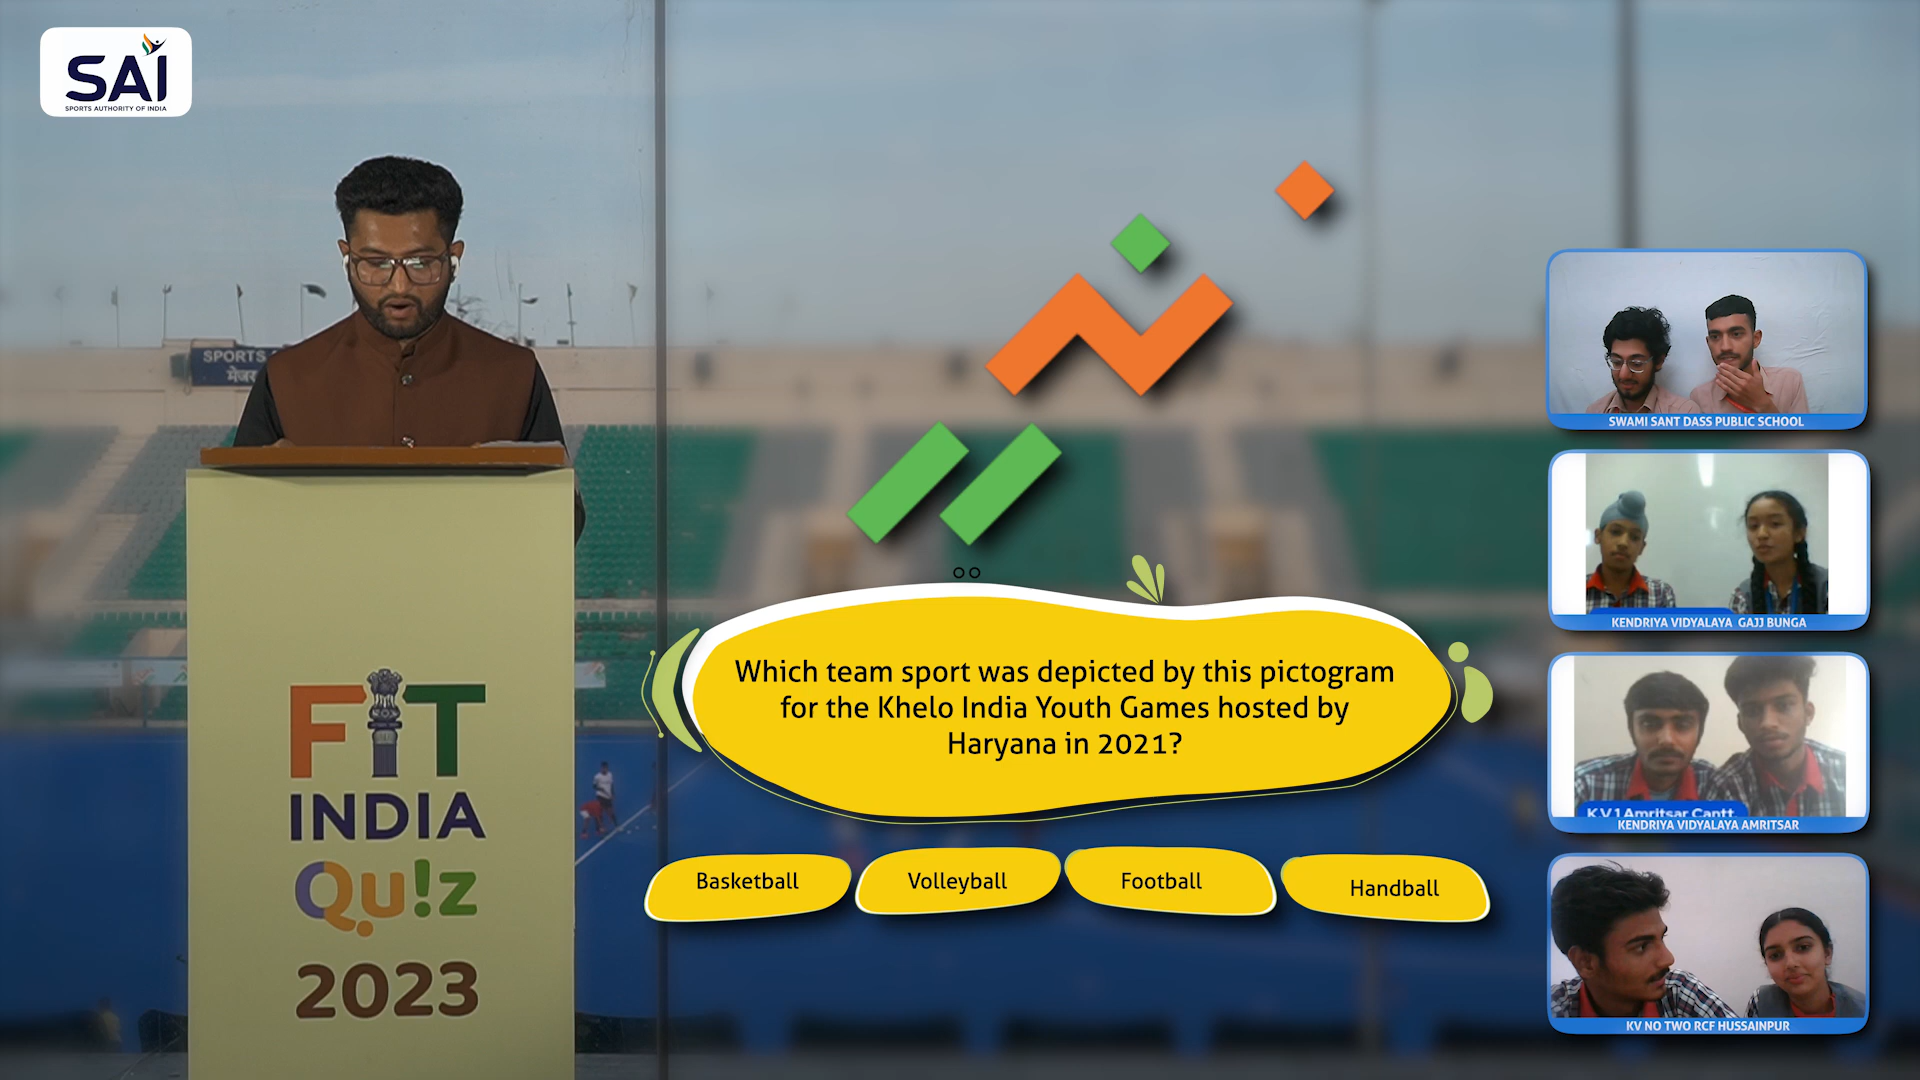 SAI
SPORTS AUTHORITY OF INDIA
SPORTS
मेजर
FIT
INDIA
Quiz
2023
Which team sport was depicted by this pictogram
for the Khelo India Youth Games hosted by
Haryana in 2021?
Basketball
Volleyball
Football
Handball
SWAMI SANT DASS PUBLIC SCHOOL
KENDRIYA VIDYALAYA GAJJ BUNGA
K V 1 Amritsar Cantt
KENDRIYA VIDYALAYA AMRITSAR
KV NO TWO RCF HUSSAINPUR